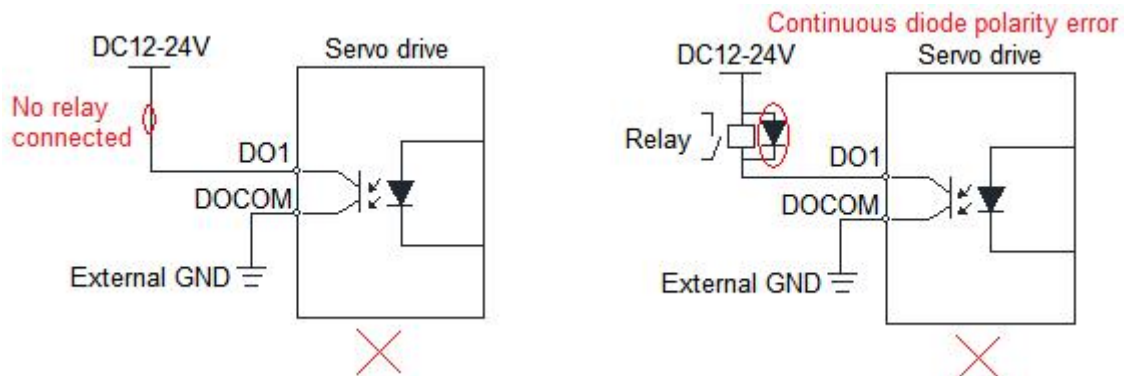 DC12-24V
Servo drive
No relay
connected
DO1
DOCOM
External GND
Continuous diode polarity error
DC12-24V
Servo drive
Relay
DO1
DOCOM
External GND